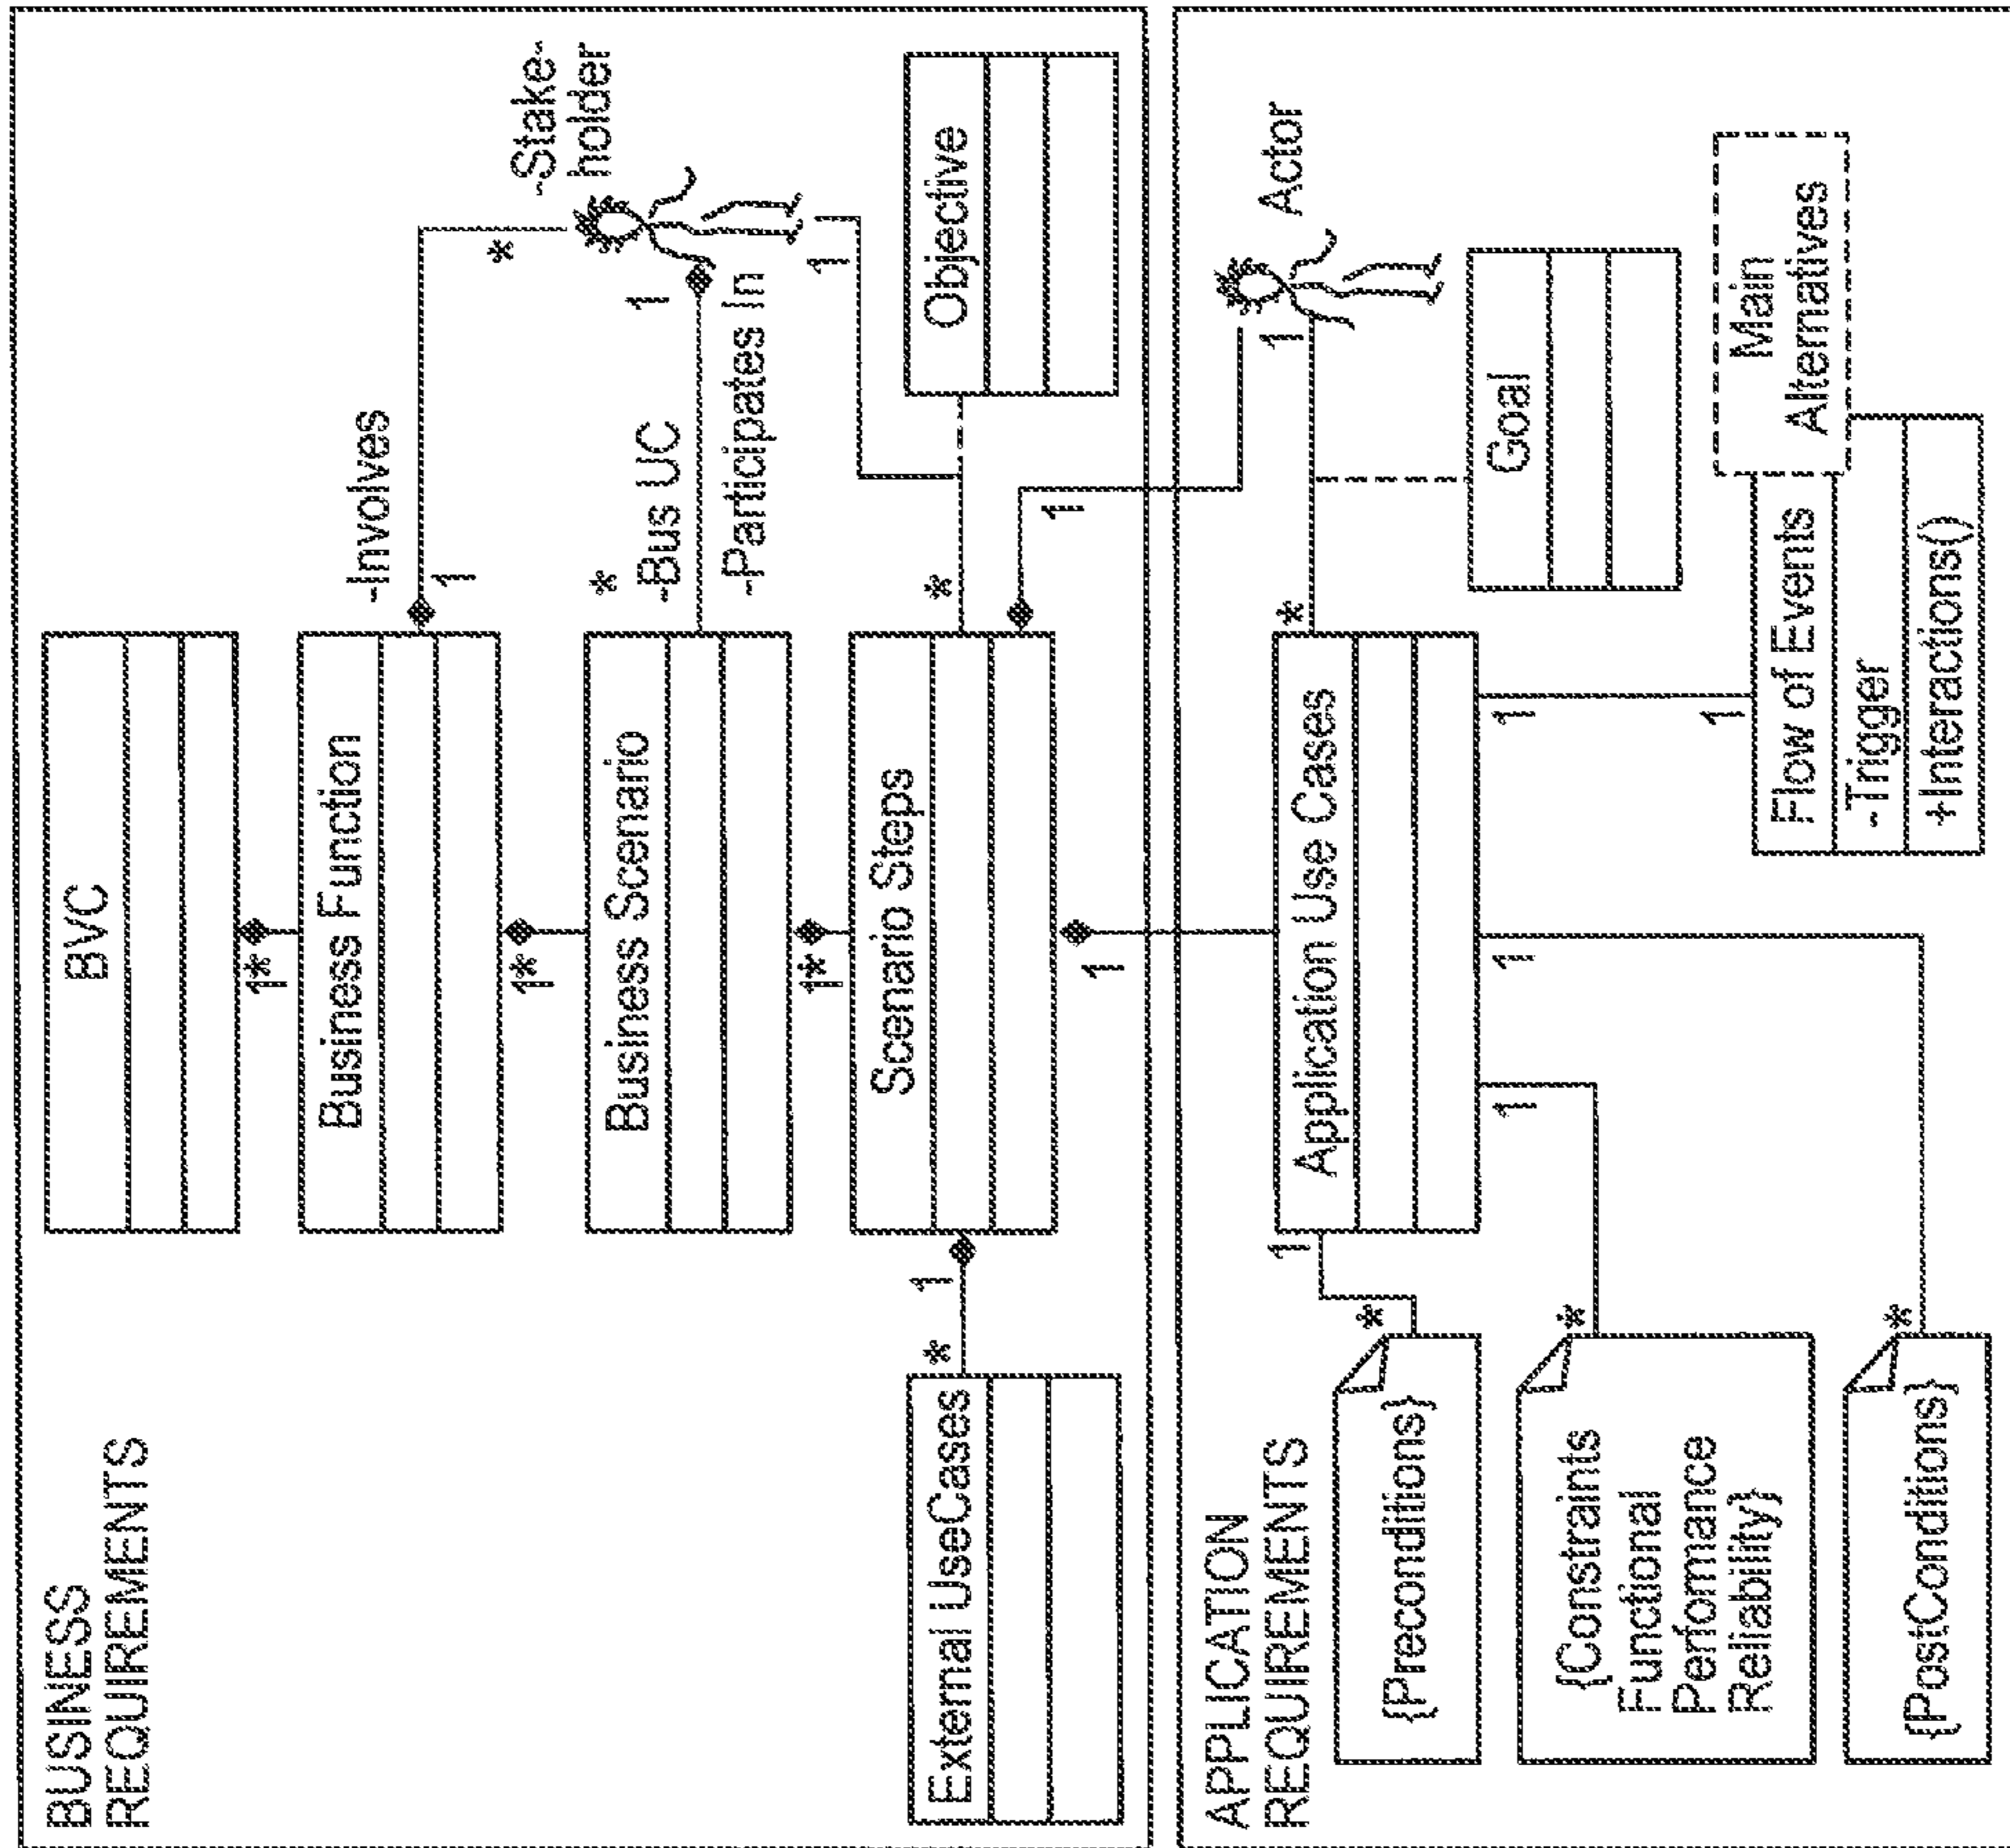 BUSINESS
REQUIREMENTS
BVC
1*
Business Function
-Involves
1
*
-Stake-
holder
1*
Business Scenario
*
-Bus UC
1
-Participates In
1*
Scenario Steps
*
1
Objective
1
External UseCases
*
1
1
APPLICATION
REQUIREMENTS
Application Use Cases
*
1
Actor
Goal
1
*
{Preconditions}
1
*
{Constraints
Functional
Performance
Reliability}
1
*
{PostConditions}
1
1
Main
Alternatives
Flow of Events
-Trigger
+Interactions()